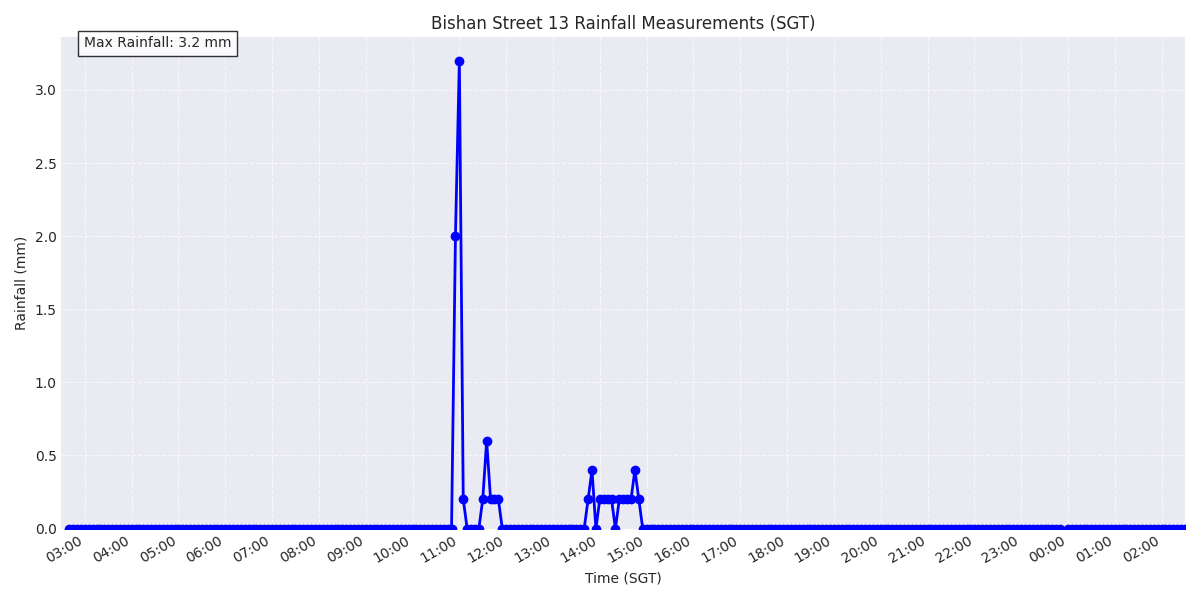 Bishan Street 13 Rainfall Measurements (SGT)
Max Rainfall: 3.2 mm
3.0
2.5
2.0
1.5
1.0
0.5
0.0
Rainfall (mm)
03:00 04:00 05:00 06:00 07:00 08:00 09:00 10:00 11:00 12:00 13:00 14:00 15:00 16:00 17:00 18:00 19:00 20:00 21:00 22:00 23:00 00:00 01:00 02:00
Time (SGT)